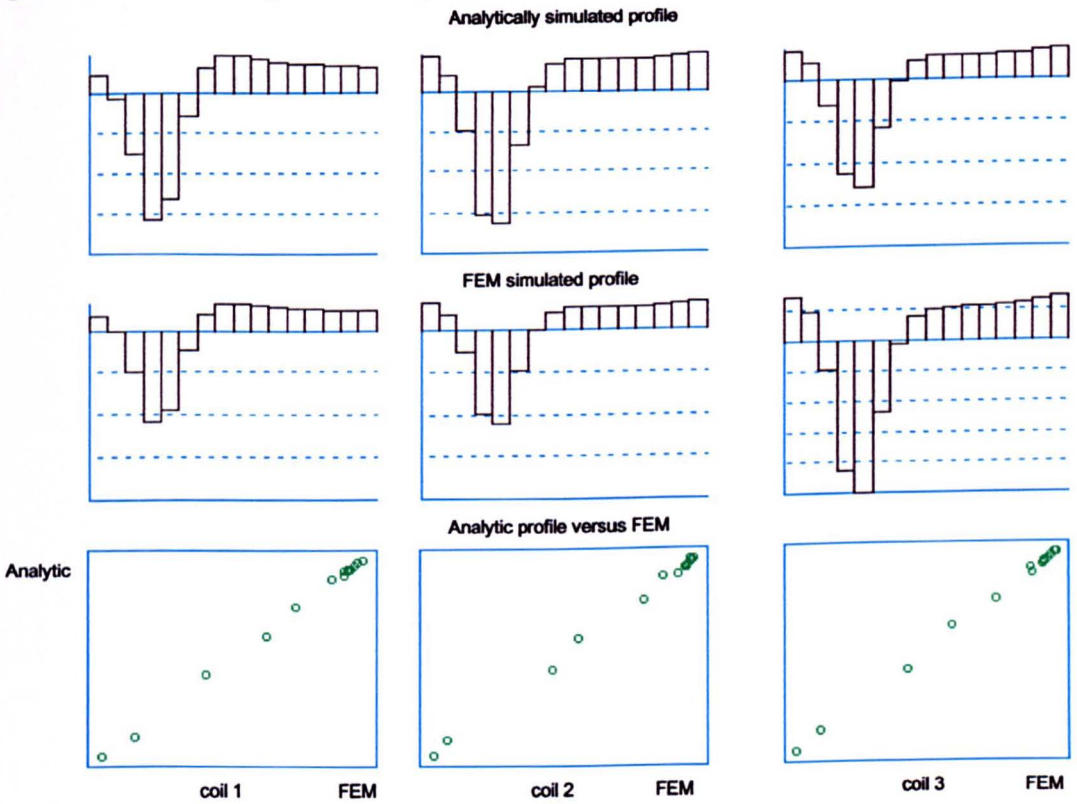 Analytically simulated profile
FEM simulated profile
Analytic profile versus FEM
Analytic
coil 1 FEM coil 2 FEM coil 3 FEM